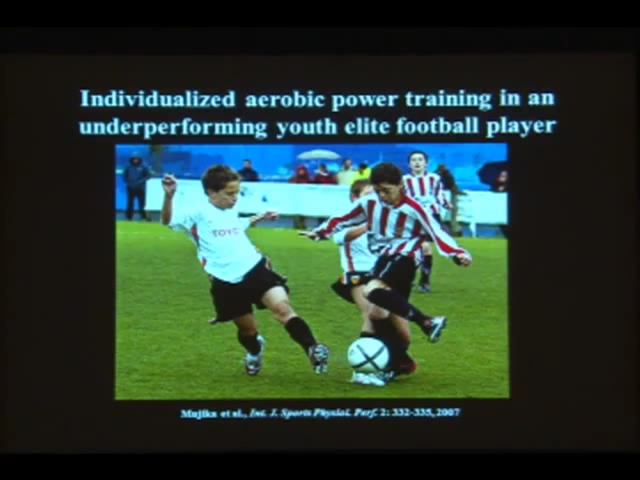 Individualized aerobic power training in an
underperforming youth elite football player
TOYO
Mujika et al., Int. J. Sports Physiol. Perf. 2: 332-335, 2007